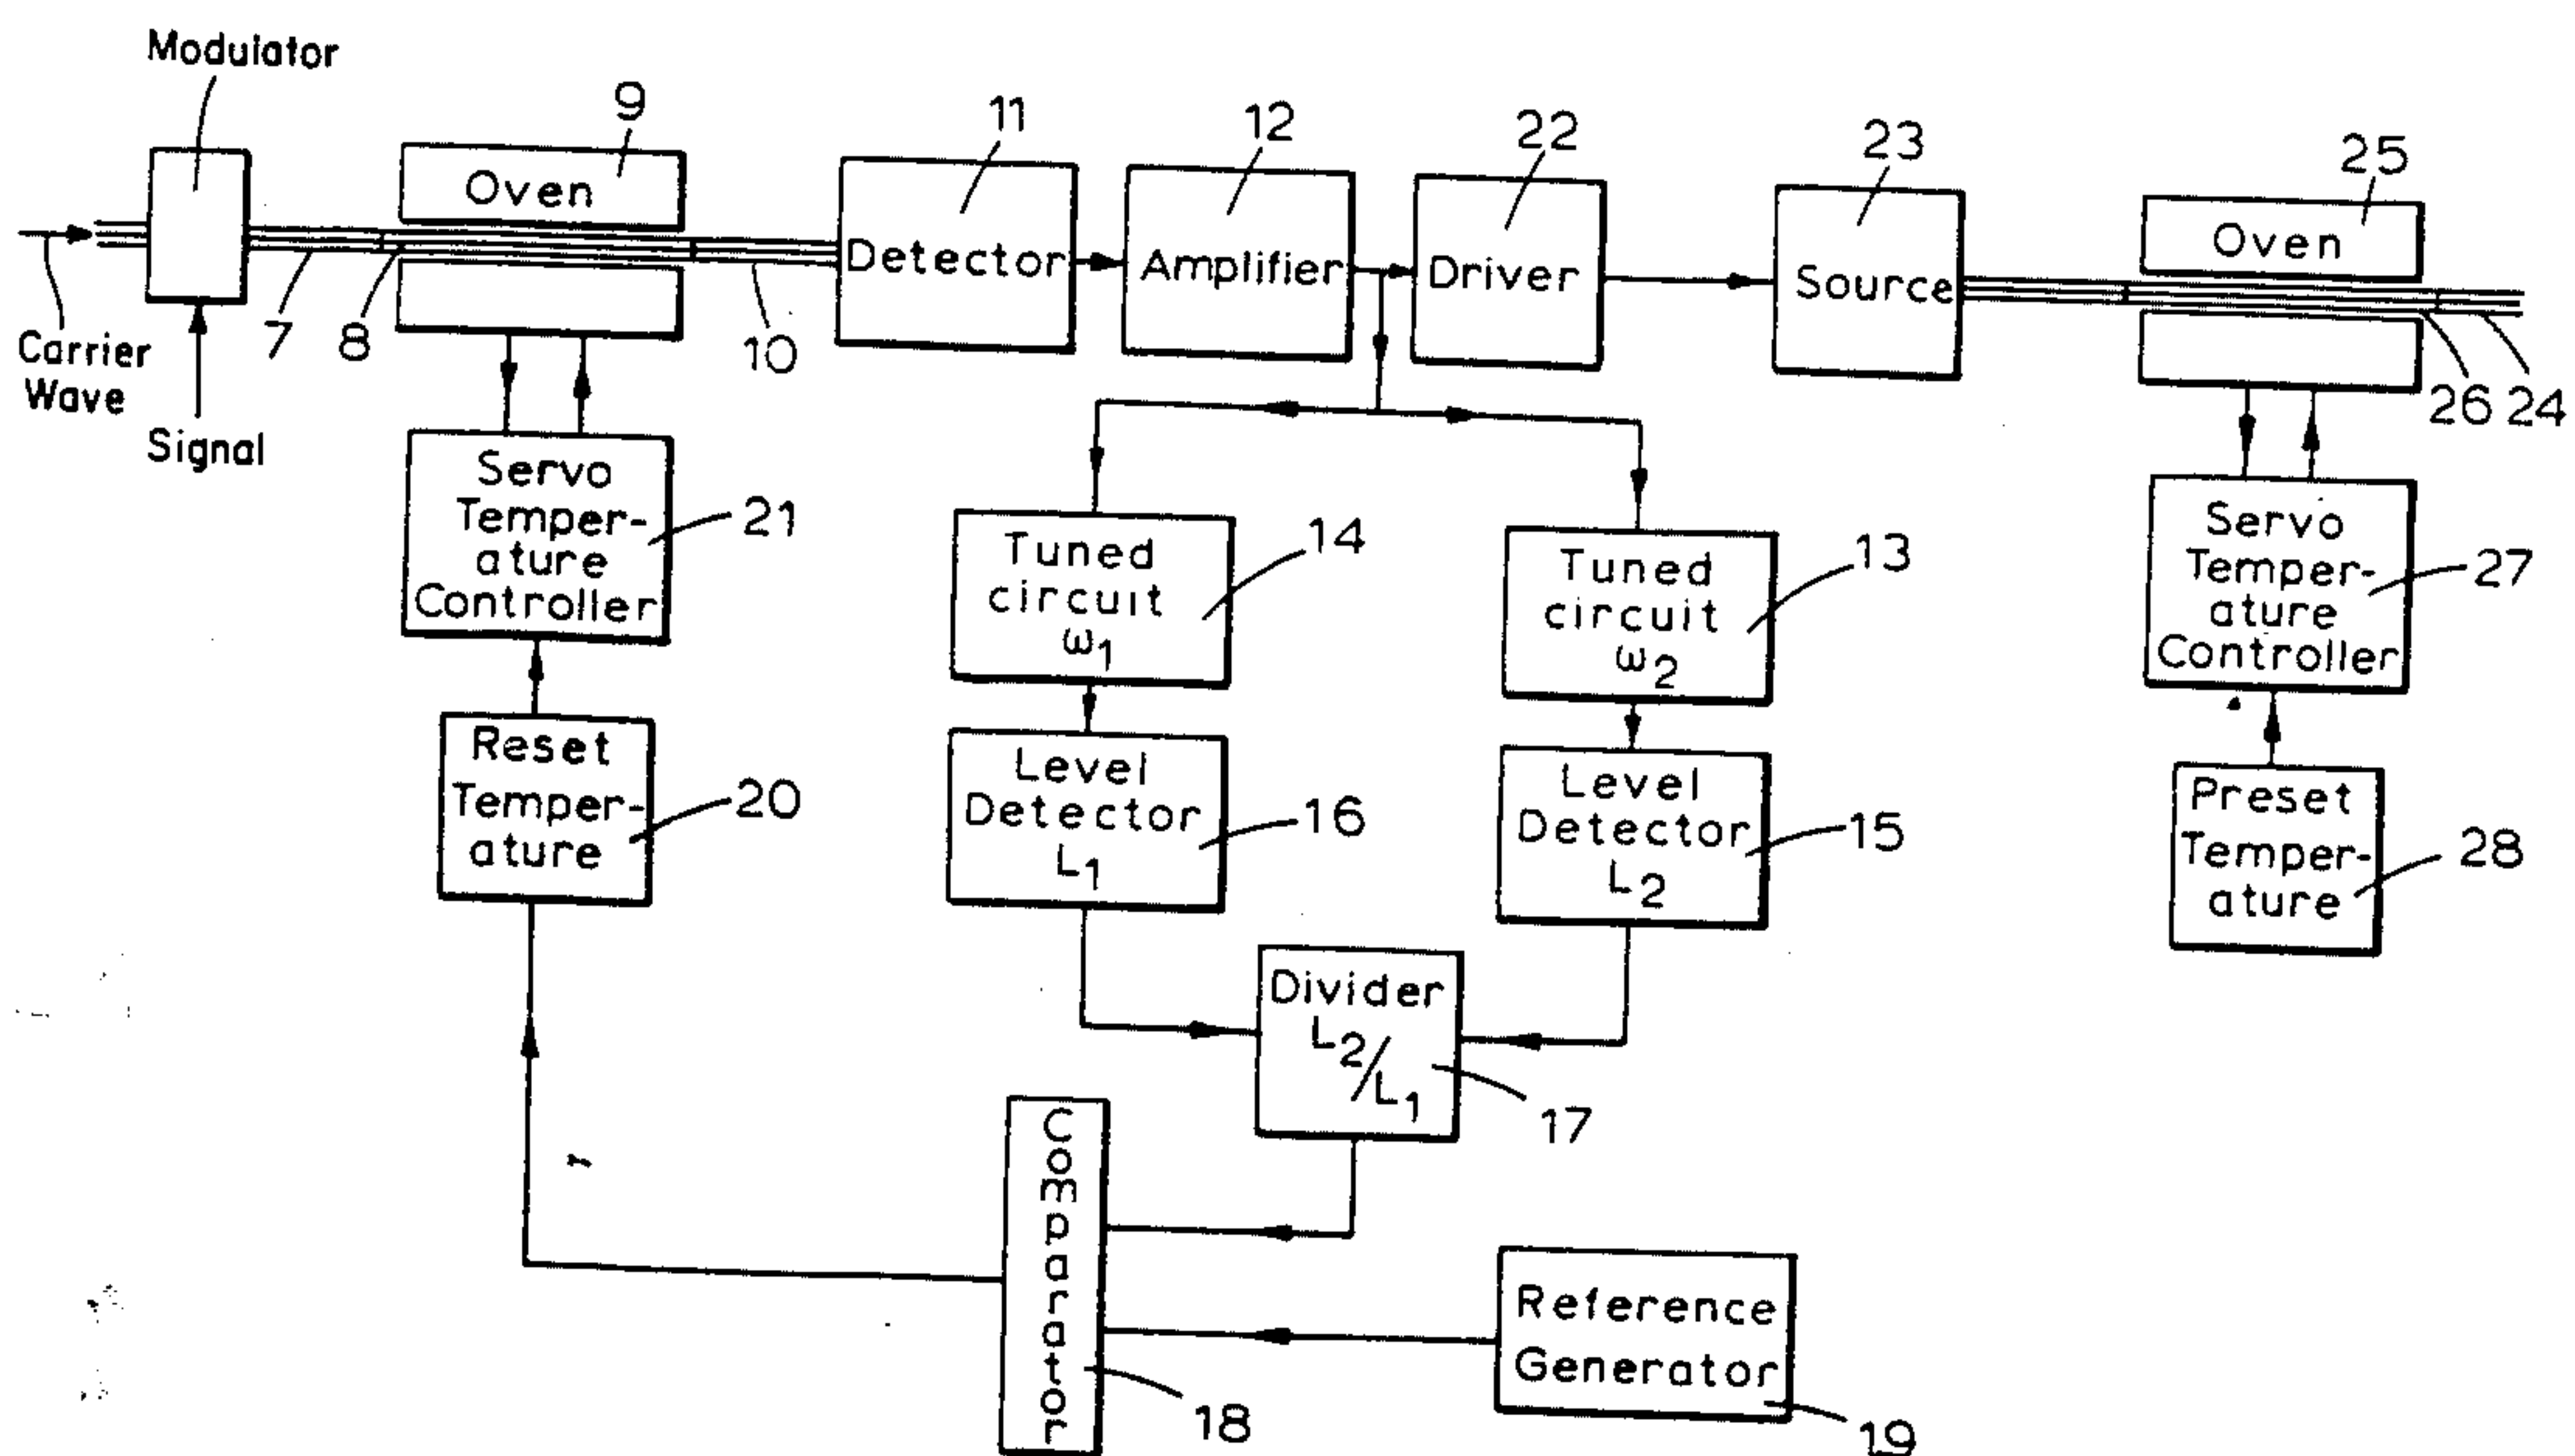 Modulator
9
Oven
11
Detector
12
Amplifier
22
Driver
23
Source
25
Oven
Carrier
Wave
Signal
7
8
10
26
24
Servo
Temper-
ature
Controller
21
Tuned
circuit
ω1
14
Tuned
circuit
ω2
13
Servo
Temper-
ature
Controller
27
Reset
Temper-
ature
20
Level
Detector
L1
16
Level
Detector
L2
15
Preset
Temper-
ature
28
Divider
L2/L1
17
Comparator
18
Reference
Generator
19